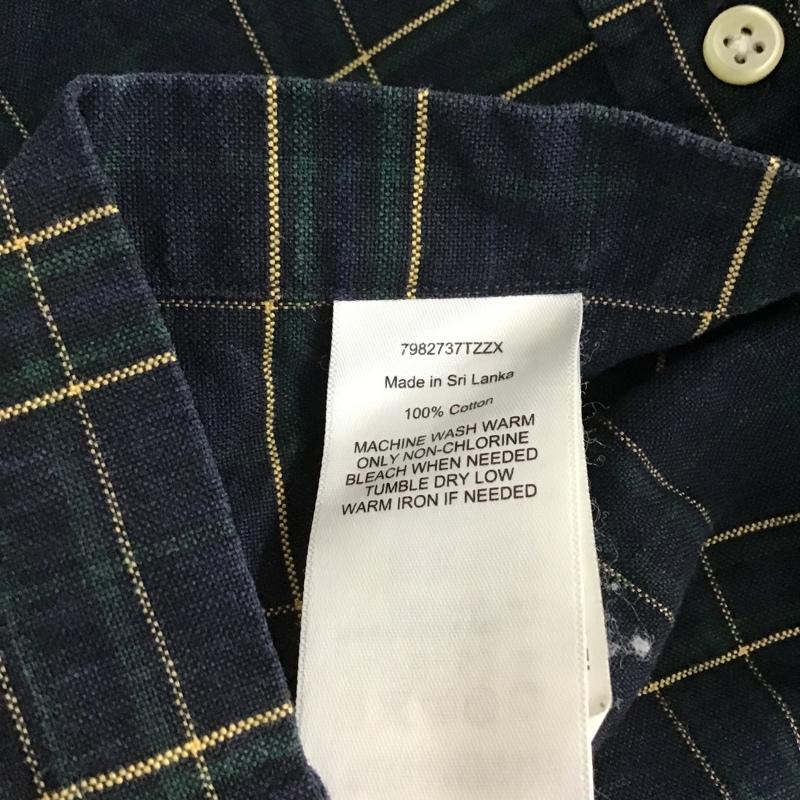 7982737TZZX
Made in Sri Lanka
100% Cotton
MACHINE WASH WARM
ONLY NON-CHLORINE
BLEACH WHEN NEEDED
TUMBLE DRY LOW
WARM IRON IF NEEDED